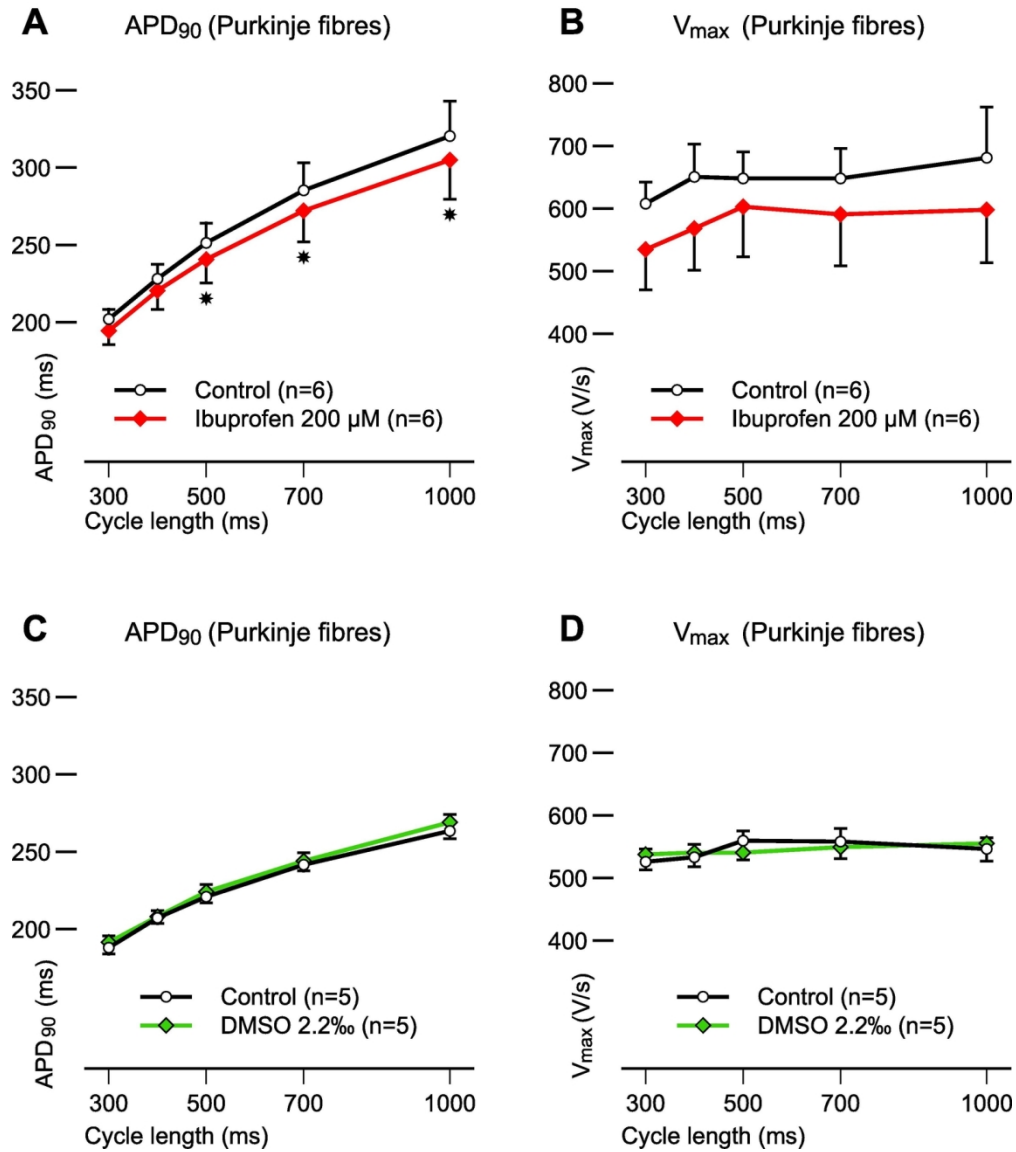 A APD90 (Purkinje fibres)
350
300
250
200
APD90 (ms)
Control (n=6)
Ibuprofen 200 µM (n=6)
300 500 700 1000
Cycle length (ms)
B Vmax (Purkinje fibres)
800
700
600
500
400
Vmax (V/s)
Control (n=6)
Ibuprofen 200 µM (n=6)
300 500 700 1000
Cycle length (ms)
C APD90 (Purkinje fibres)
350
300
250
200
APD90 (ms)
Control (n=5)
DMSO 2.2‰ (n=5)
300 500 700 1000
Cycle length (ms)
D Vmax (Purkinje fibres)
800
700
600
500
400
Vmax (V/s)
Control (n=5)
DMSO 2.2‰ (n=5)
300 500 700 1000
Cycle length (ms)